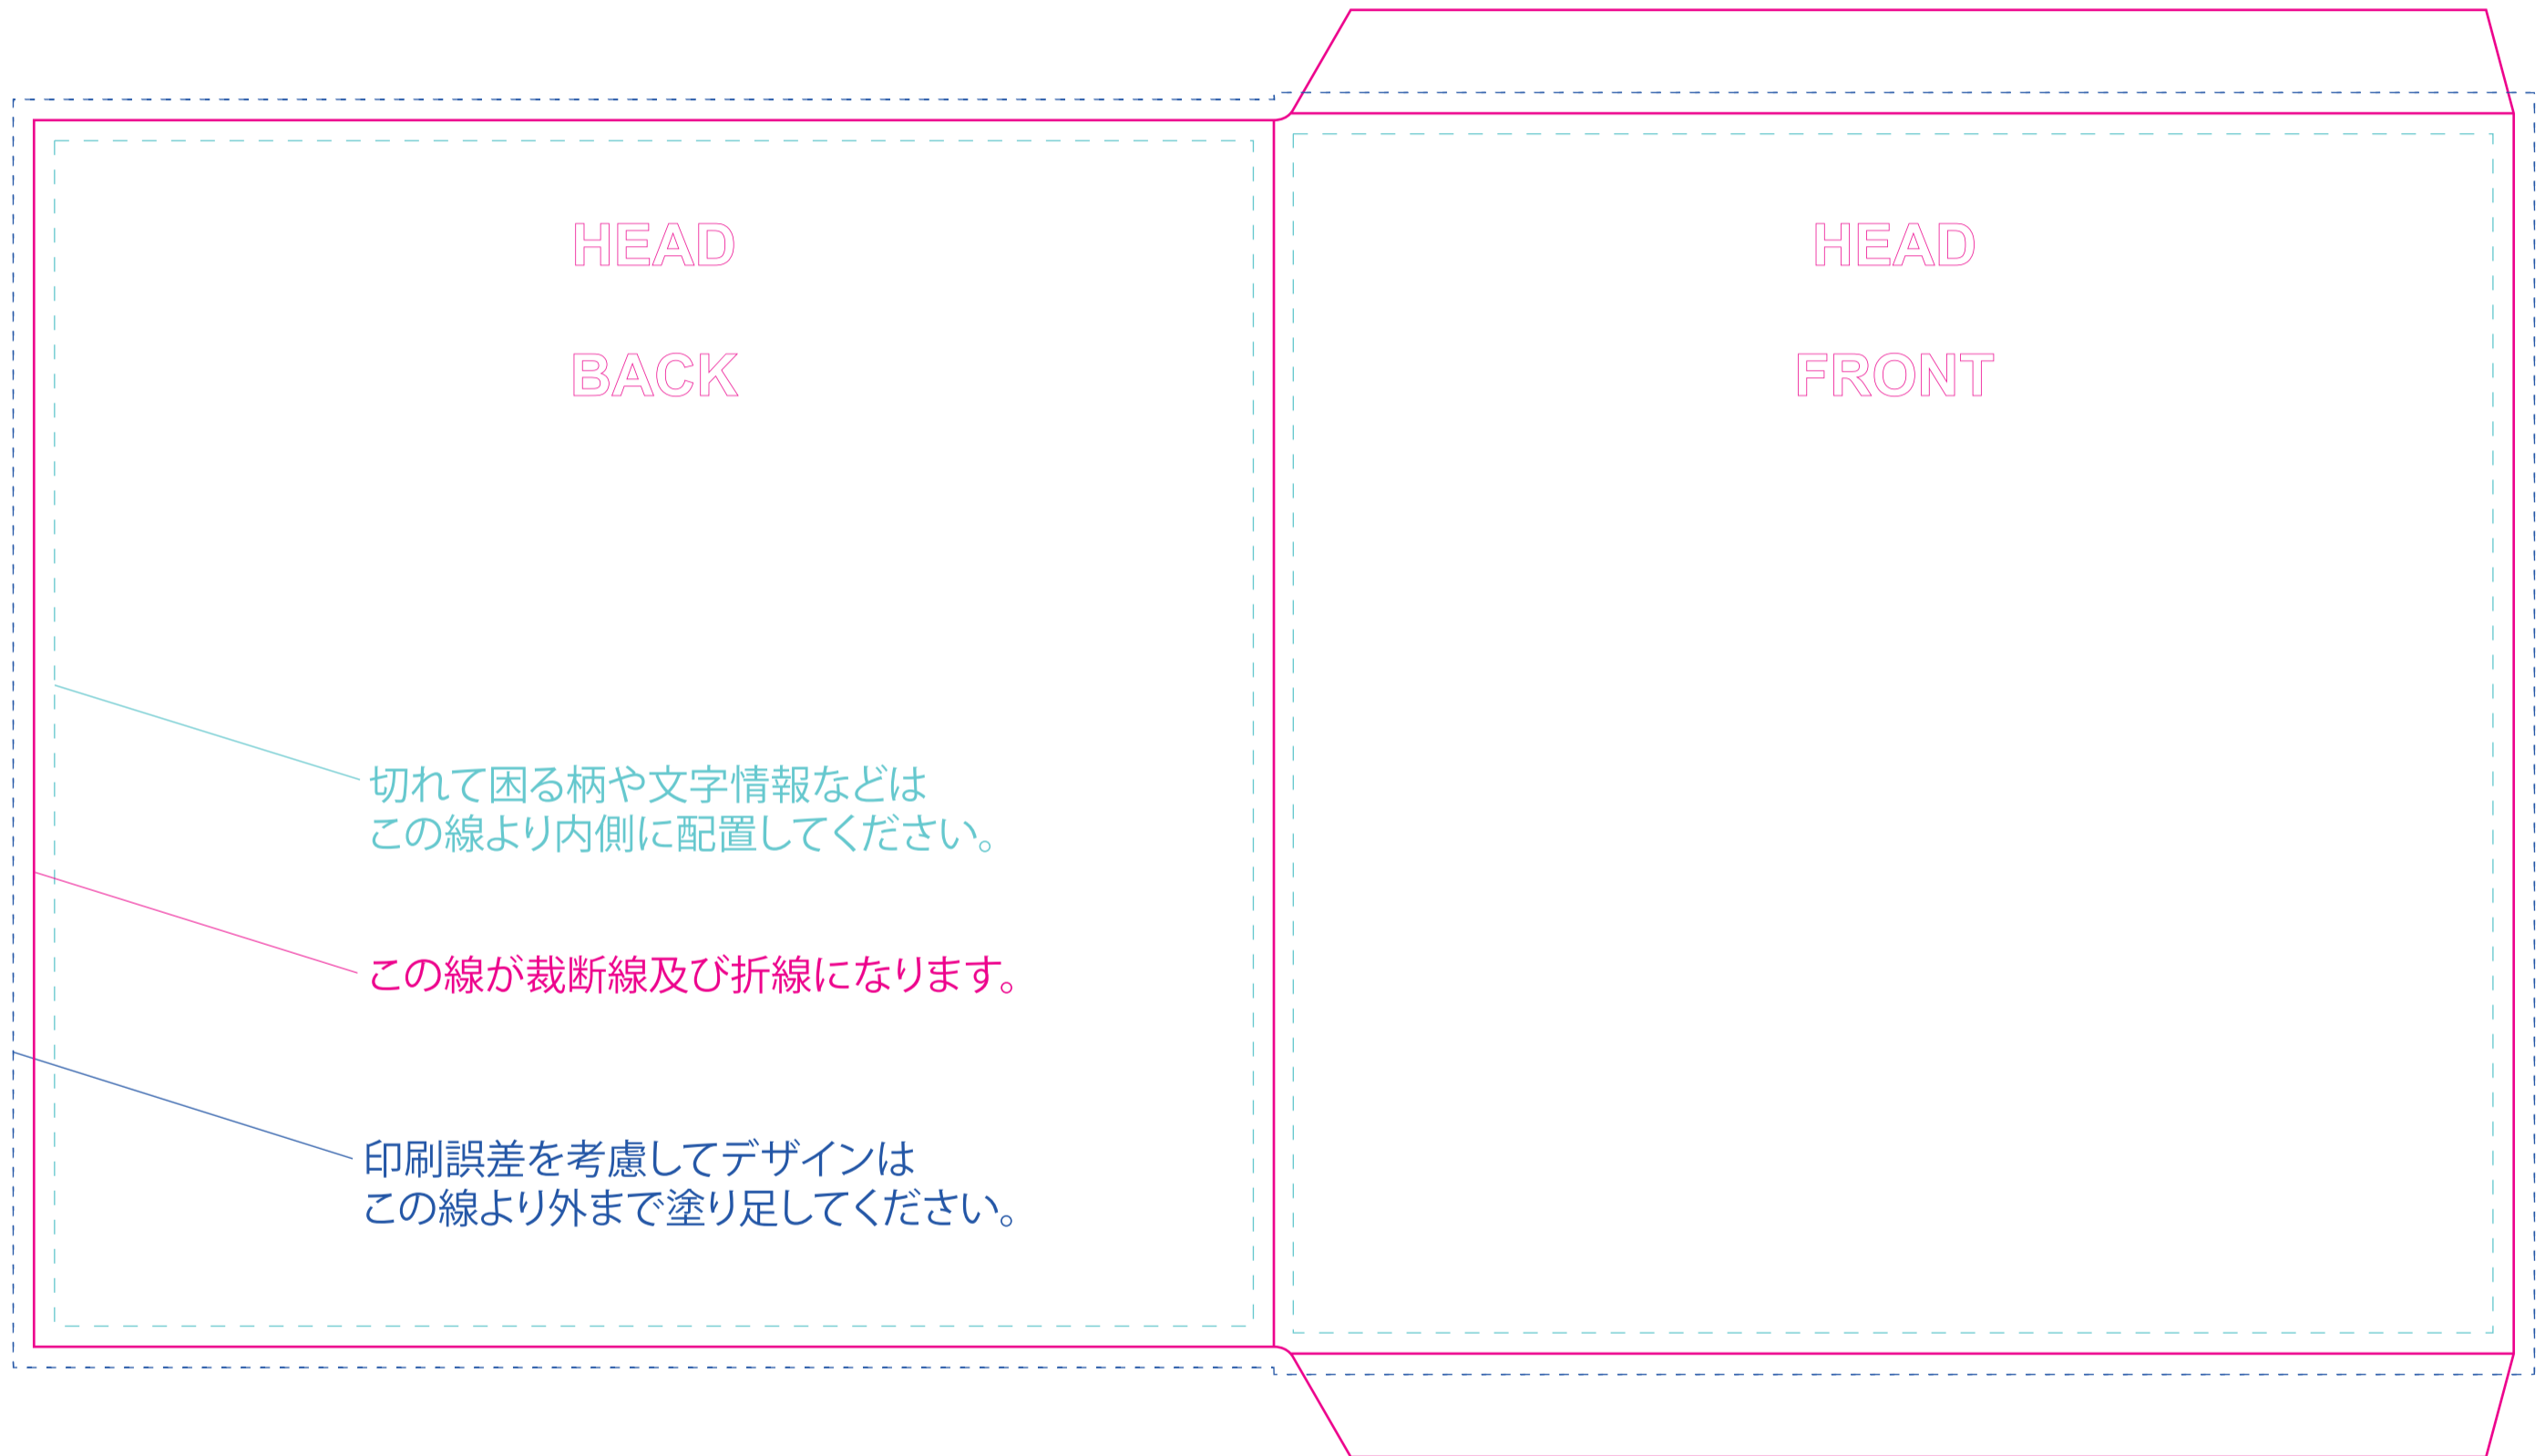 HEAD
BACK
切れて困る柄や文字情報などは
この線より内側に配置してください。
この線が裁断線及び折線になります。
印刷誤差を考慮してデザインは
この線より外まで塗り足してください。
HEAD
FRONT